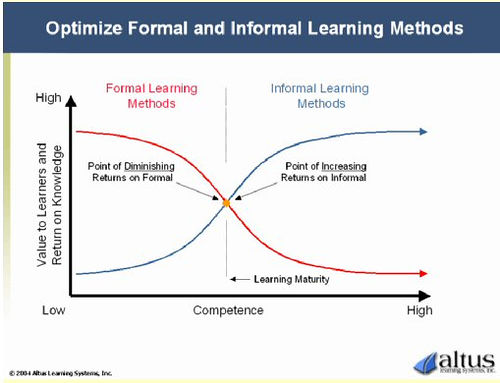 Optimize Formal and Informal Learning Methods
Formal Learning
Methods
Informal Learning
Methods
High
Value to Learners and
Return on Knowledge
Point of Diminishing
Returns on Formal
Point of Increasing
Returns on Informal
Learning Maturity
Low
Competence
High
© 2004 Altus Learning Systems, Inc.
altus
learning systems, inc.